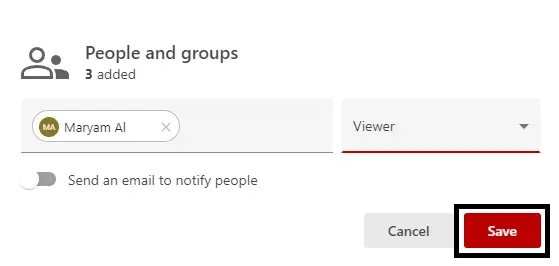 People and groups
3 added
MA Maryam Al
Viewer
Send an email to notify people
Cancel
Save